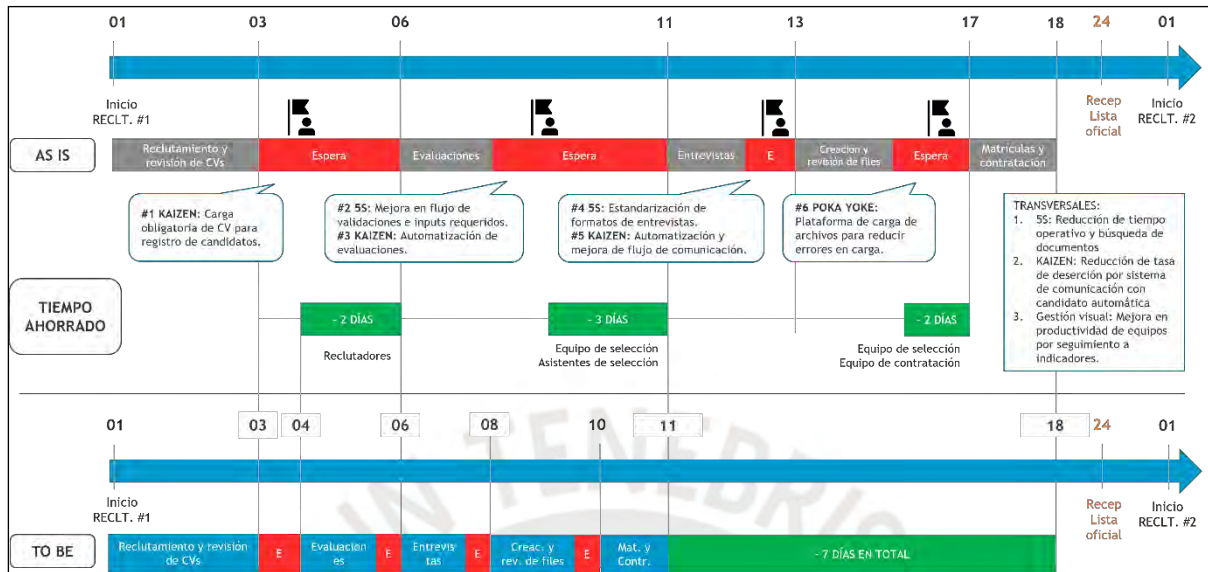 01 03 06 11 13 17 18 24 01
Inicio
RECLT. #1
Recep
Lista
oficial
Inicio
RECLT. #2
AS IS
Reclutamiento y
revisión de CVs
Espera
Evaluaciones
Espera
Entrevistas
E
Creacion y
revisión de files
Espera
Matrículas y
contratación
#1 KAIZEN: Carga
obligatoria de CV para
registro de candidatos.
#2 5S: Mejora en flujo de
validaciones e inputs requeridos.
#3 KAIZEN: Automatización de
evaluaciones.
#4 5S: Estandarización de
formatos de entrevistas.
#5 KAIZEN: Automatización y
mejora de flujo de comunicación.
#6 POKA YOKE:
Plataforma de carga de
archivos para reducir
errores en carga.
TRANSVERSALES:
1. 5S: Reducción de tiempo
operativo y búsqueda de
documentos
2. KAIZEN: Reducción de tasa
de deserción por sistema
de comunicación con
candidato automática
3. Gestión visual: Mejora en
productividad de equipos
por seguimiento a
indicadores.
TIEMPO
AHORRADO
- 2 DÍAS
Reclutadores
- 3 DÍAS
Equipo de selección
Asistentes de selección
- 2 DÍAS
Equipo de selección
Equipo de contratación
01 03 04 06 08 10 11 18 24 01
Inicio
RECLT. #1
Recep
Lista
oficial
Inicio
RECLT. #2
TO BE
Reclutamiento y revisión
de CVs
E
Evaluacion
es
E
Entrevis
tas
E
Creac. y
rev. de files
E
Mat. y
Contr.
- 7 DÍAS EN TOTAL
IN TENEBRIS